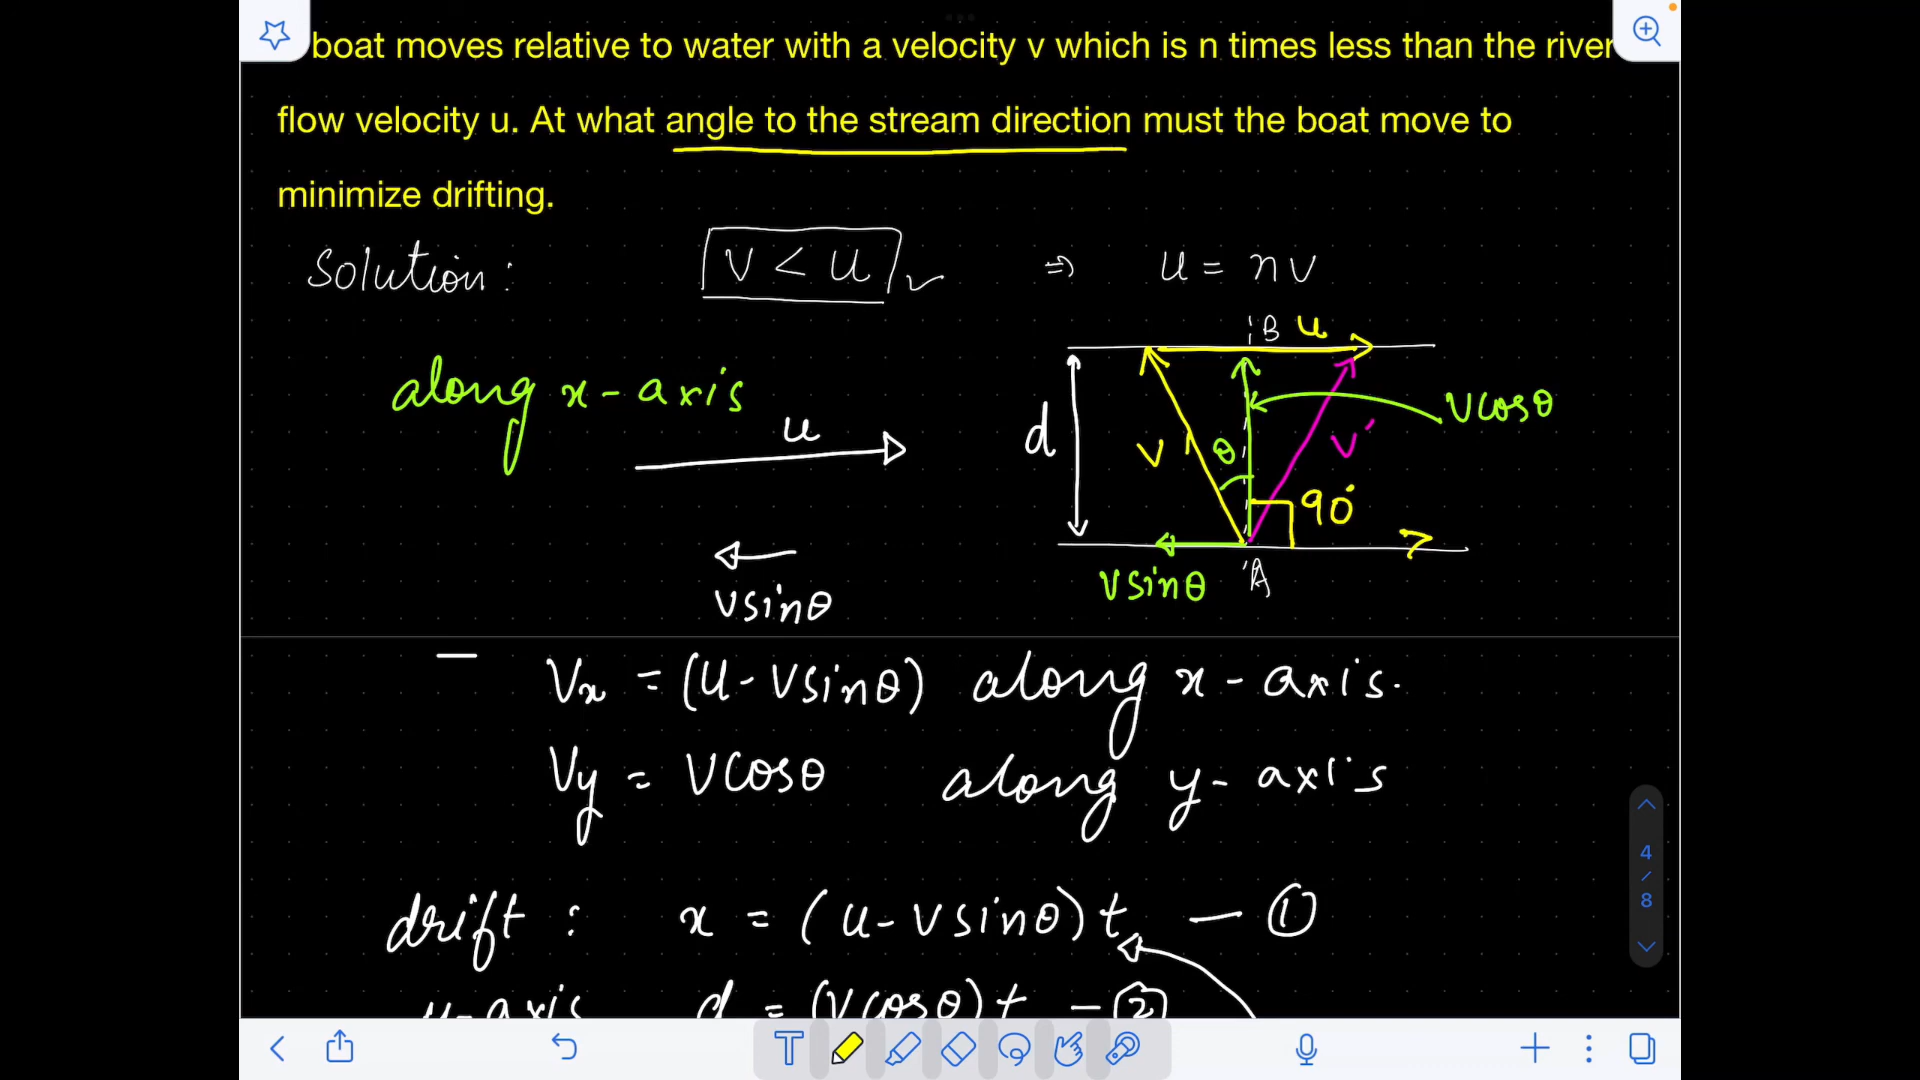 boat moves relative to water with a velocity v which is n times less than the river
flow velocity u. At what angle to the stream direction must the boat move to
minimize drifting.
Solution : V < u ⇒ u = nv
B u
along x-axis
u
d V θ V' Vcosθ
90°
Vsinθ A
vsinθ
Vx = (u - Vsinθ) along x-axis.
Vy = Vcosθ along y-axis
drift : x = (u - vsinθ)t — ①
y-axis d = (vcosθ)t — ②
4
/
8
T